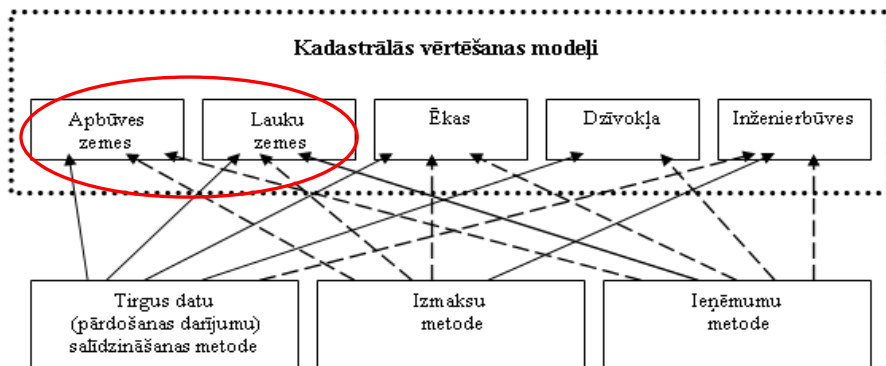 Kadastrālās vērtēšanas modeļi
Apbūves
zemes
Lauku
zemes
Ēkas
Dzīvokļa
Inženierbūves
Tirgus datu
(pārdošanas darījumu)
salīdzināšanas metode
Izmaksu
metode
Ieņēmumu
metode